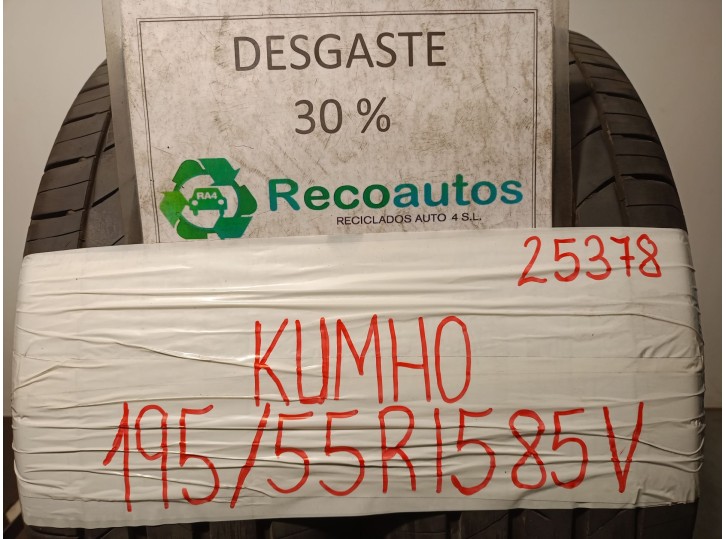 DESGASTE
30 %
RA4
Recoautos
RECICLADOS AUTO 4 S.L.
25378
KUMHO
195/55R1585V